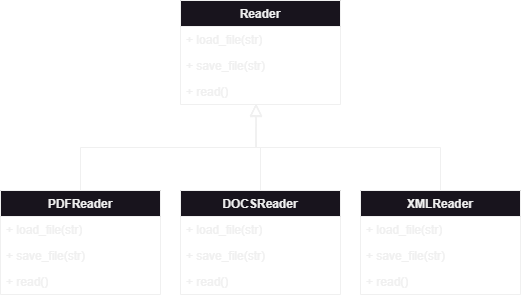 Reader
+ load_file(str)
+ save_file(str)
+ read()
PDFReader
+ load_file(str)
+ save_file(str)
+ read()
DOCSReader
+ load_file(str)
+ save_file(str)
+ read()
XMLReader
+ load_file(str)
+ save_file(str)
+ read()